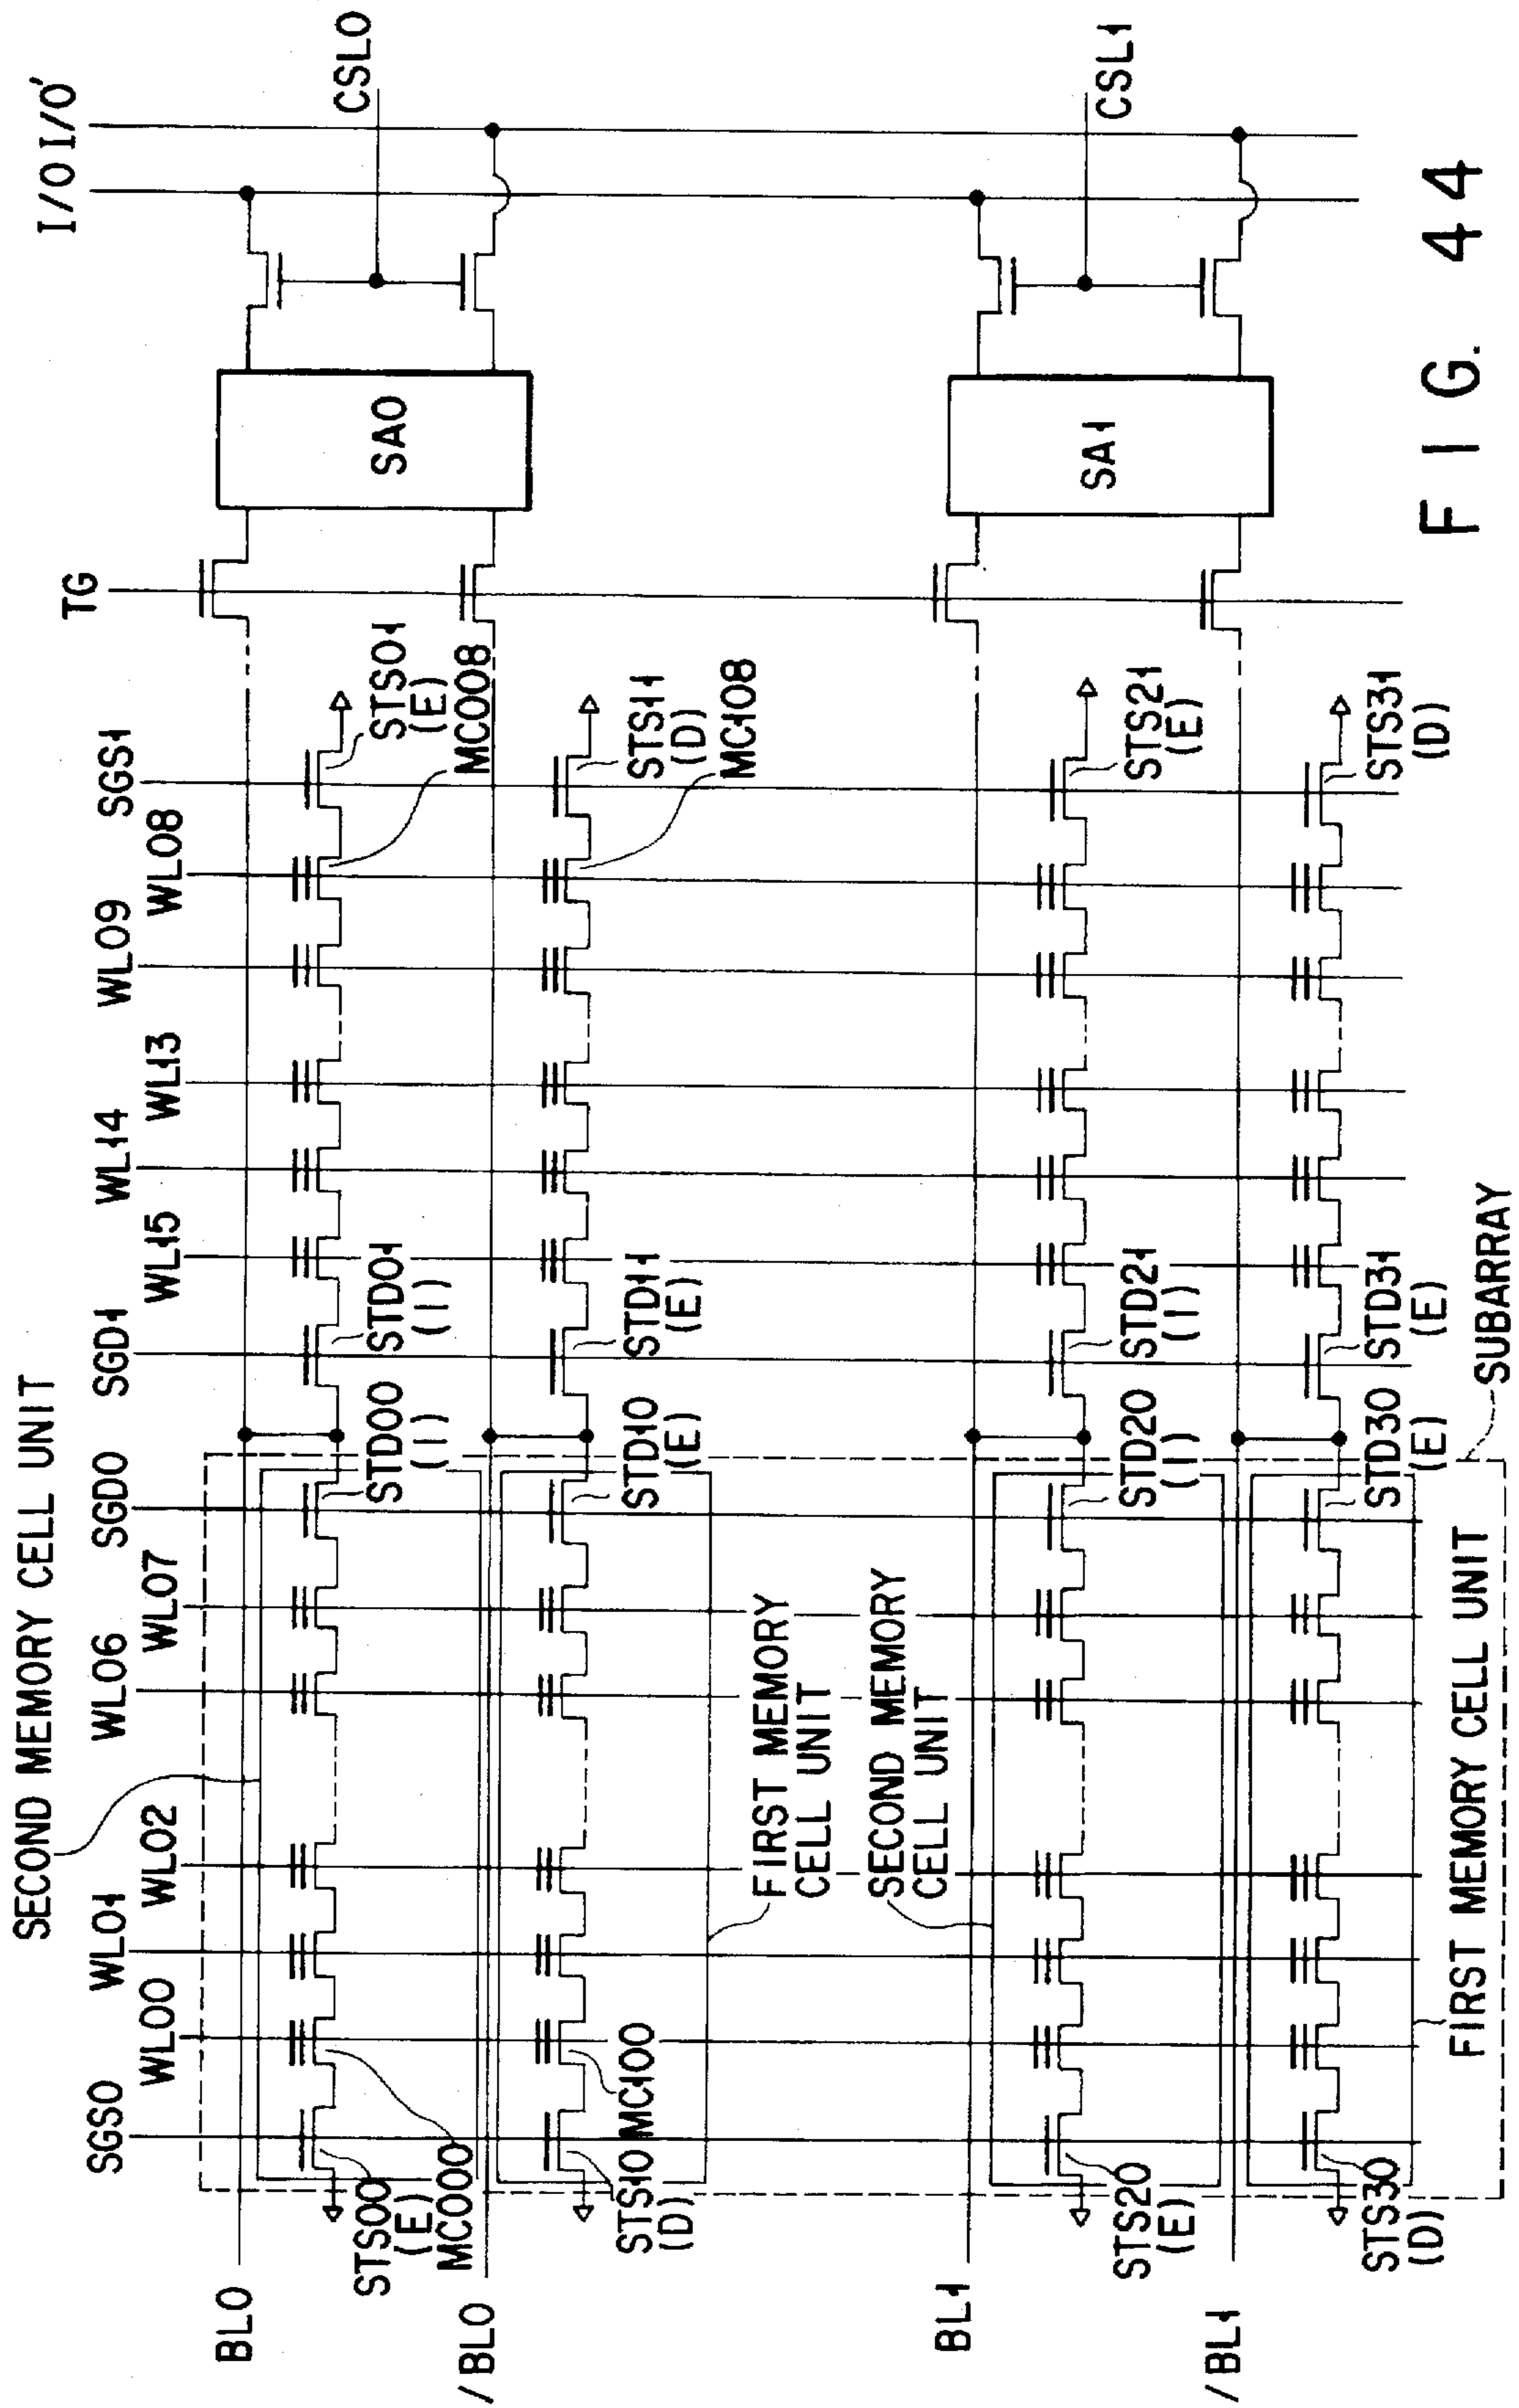 SECOND MEMORY CELL UNIT
SGS0
WL00
WL01
WL02
WL06
WL07
SGD0
SGD1
WL15
WL14
WL13
WL09
WL08
SGS1
TG
I/O
I/O'
BL0
STS00
(E)
MC000
STD00
(I)
STD01
(I)
STS01
(E)
MC008
SA0
CSL0
/BL0
STS10
(D)
MC100
STD10
(E)
STD11
(E)
STS11
(D)
MC108
FIRST MEMORY
CELL UNIT
SECOND MEMORY
CELL UNIT
BL1
STS20
(E)
STD20
(I)
STD21
(I)
STS21
(E)
SA1
CSL1
/BL1
STS30
(D)
STD30
(E)
STD31
(E)
STS31
(D)
FIRST MEMORY CELL UNIT
SUBARRAY
FIG. 44